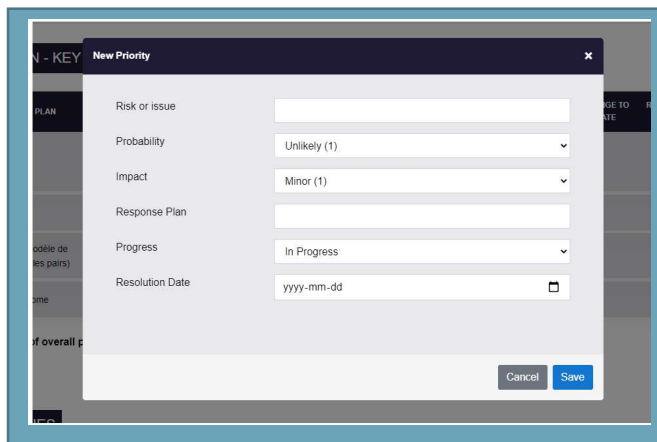 N - KEY
New Priority
×
PLAN
NGE TO
ATE
R
Risk or issue
Probability
Unlikely (1)
Impact
Minor (1)
Response Plan
odèle de
les pairs)
Progress
In Progress
Resolution Date
yyyy-mm-dd
ome
of overall p
Cancel
Save